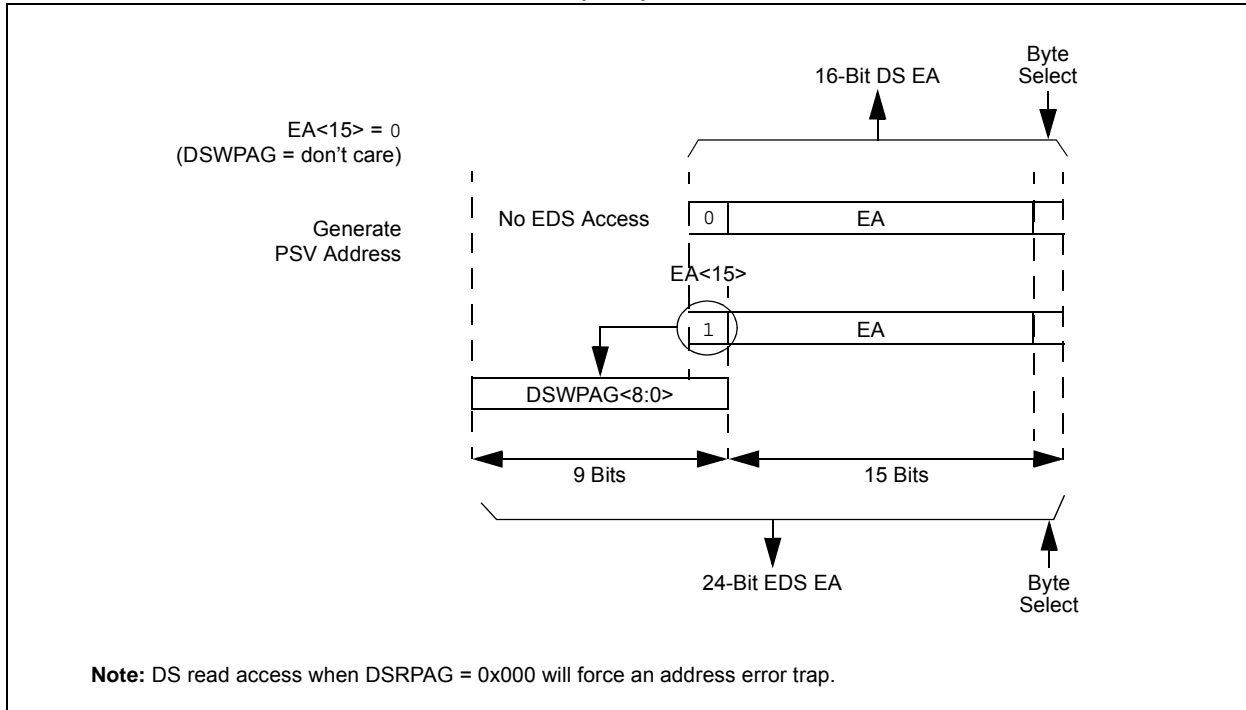 16-Bit DS EA
Byte
Select
EA<15> = 0
(DSWPAG = don't care)
Generate
PSV Address
No EDS Access
0
EA
EA<15>
1
EA
DSWPAG<8:0>
9 Bits
15 Bits
24-Bit EDS EA
Byte
Select
Note: DS read access when DSRPAG = 0x000 will force an address error trap.